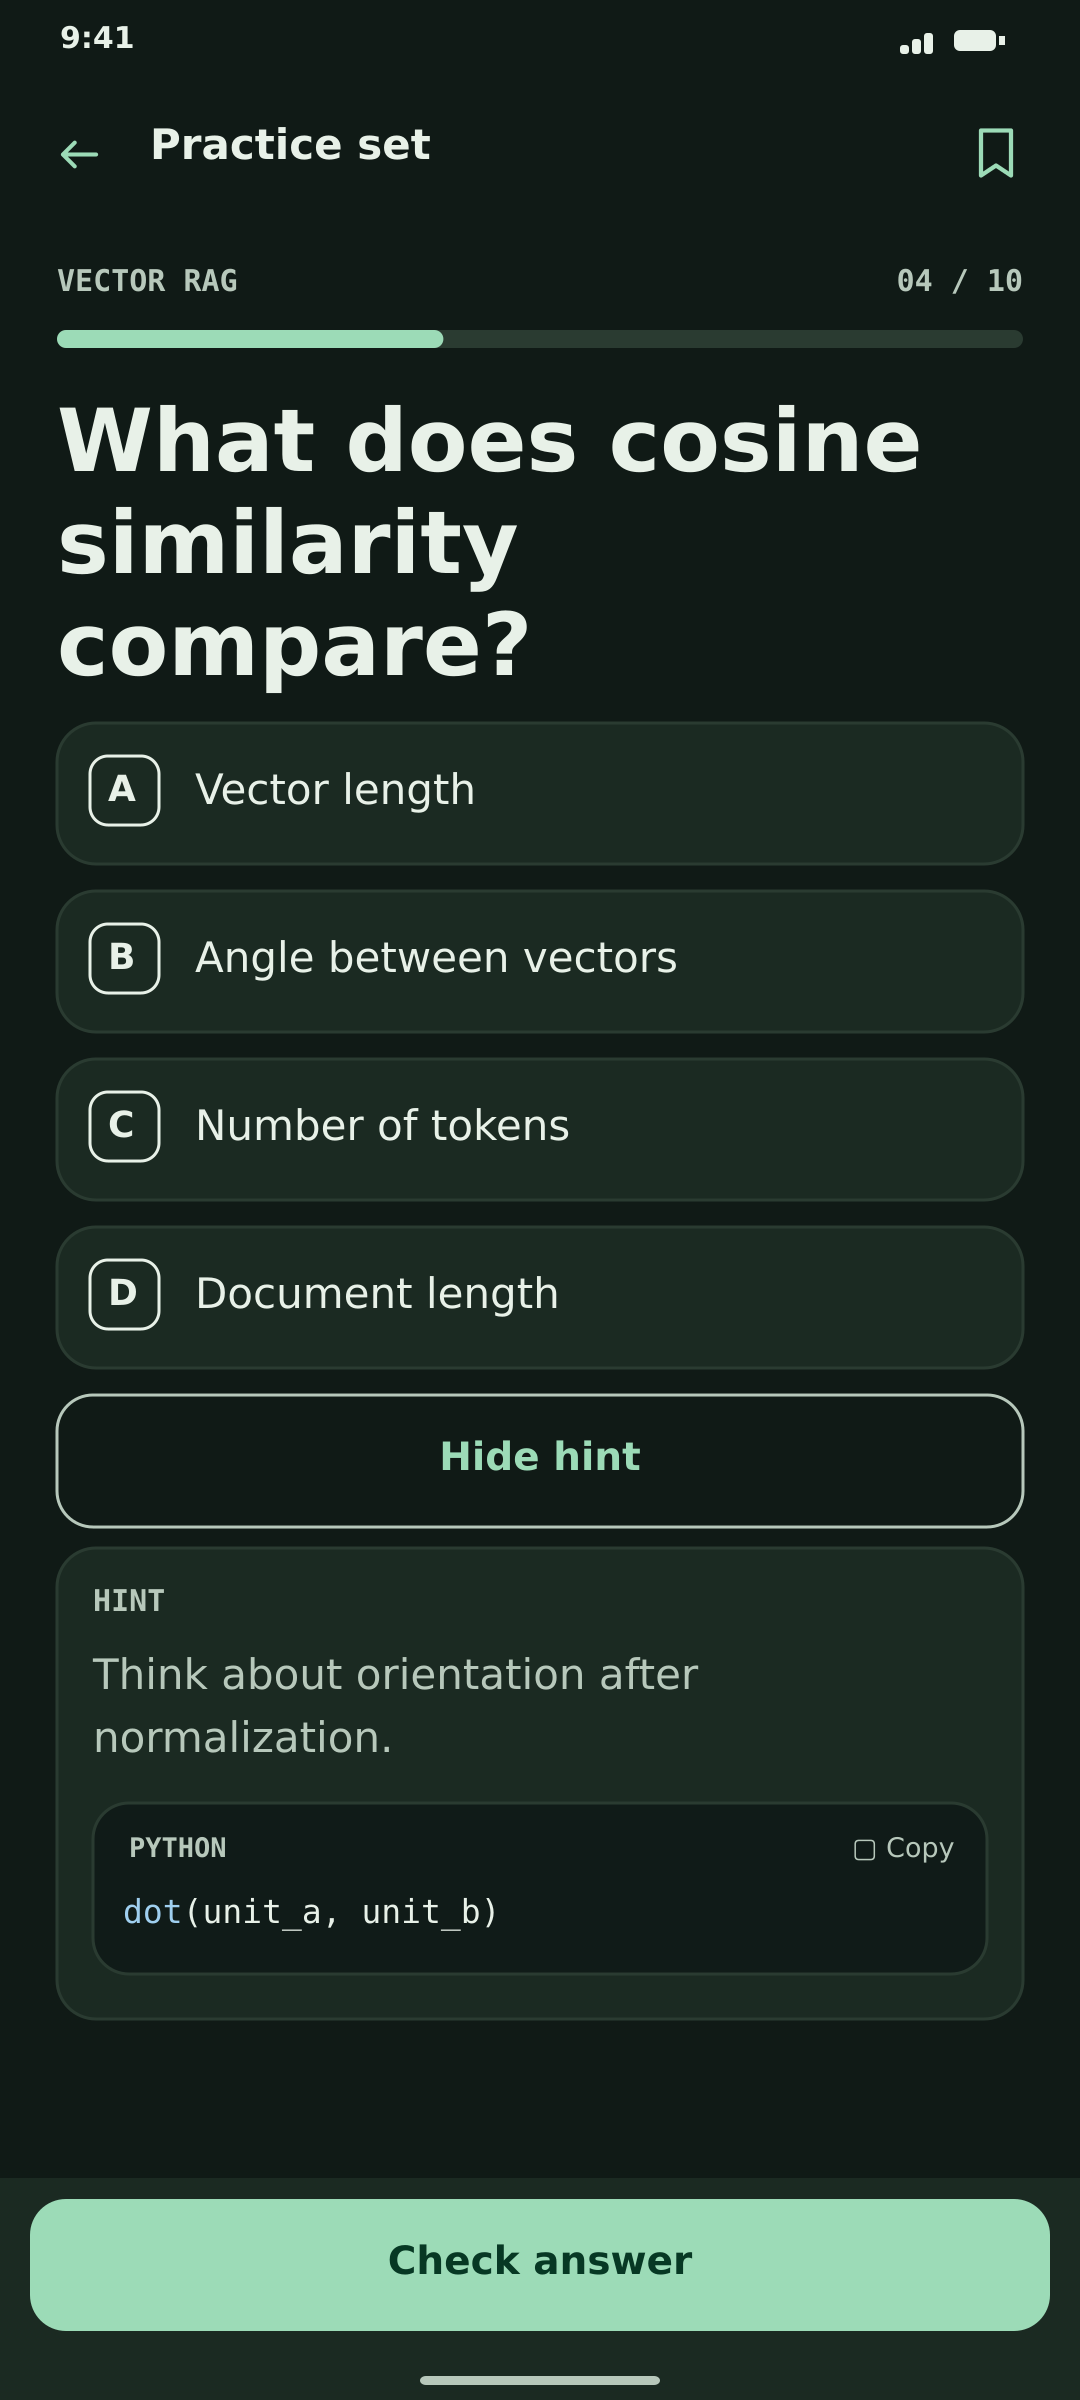 9:41
Practice set
VECTOR RAG
04 / 10
What does cosine
similarity
compare?
A Vector length
B Angle between vectors
C Number of tokens
D Document length
Hide hint
HINT
Think about orientation after
normalization.
PYTHON
Copy
dot(unit_a, unit_b)
Check answer